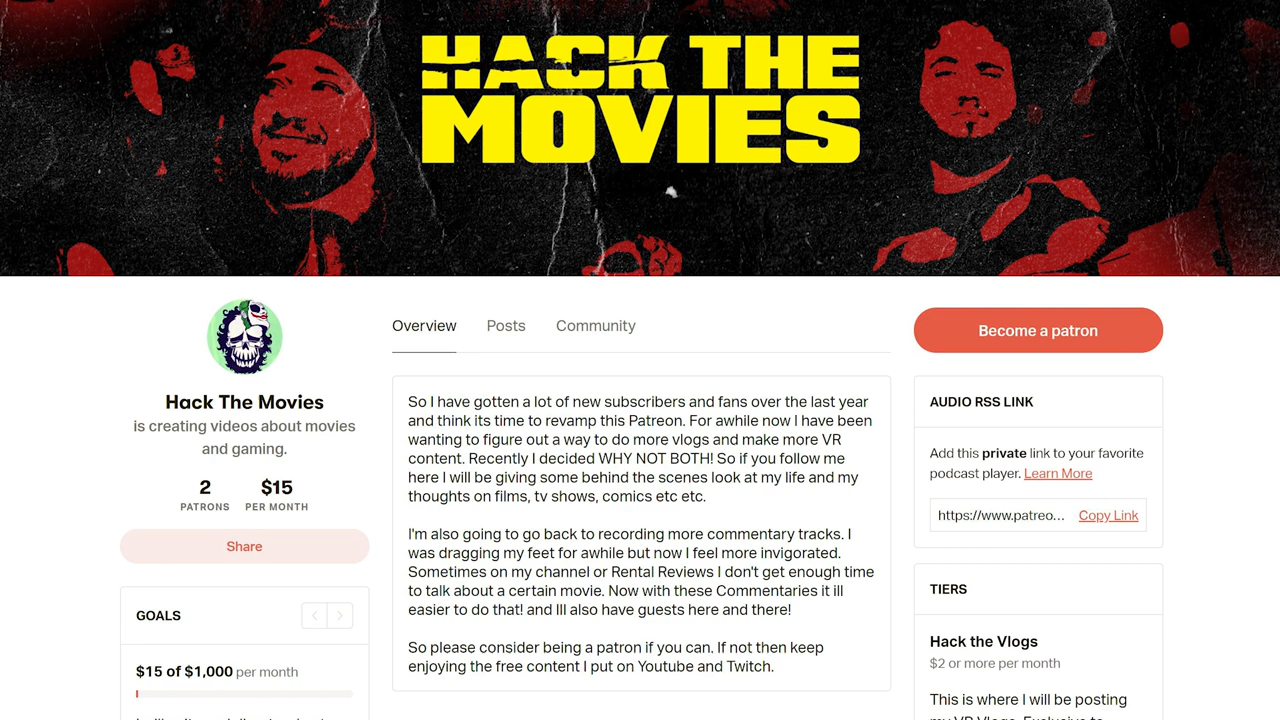 HACK THE
MOVIES
Overview
Posts
Community
Become a patron
Hack The Movies
is creating videos about movies
and gaming.
2
PATRONS
$15
PER MONTH
Share
GOALS
$15 of $1,000 per month
So I have gotten a lot of new subscribers and fans over the last year
and think its time to revamp this Patreon. For awhile now I have been
wanting to figure out a way to do more vlogs and make more VR
content. Recently I decided WHY NOT BOTH! So if you follow me
here I will be giving some behind the scenes look at my life and my
thoughts on films, tv shows, comics etc etc.
I'm also going to go back to recording more commentary tracks. I
was dragging my feet for awhile but now I feel more invigorated.
Sometimes on my channel or Rental Reviews I don't get enough time
to talk about a certain movie. Now with these Commentaries it ill
easier to do that! and Ill also have guests here and there!
So please consider being a patron if you can. If not then keep
enjoying the free content I put on Youtube and Twitch.
AUDIO RSS LINK
Add this private link to your favorite
podcast player. Learn More
https://www.patreo... Copy Link
TIERS
Hack the Vlogs
$2 or more per month
This is where I will be posting
my VR Vlogs. Exclusive to